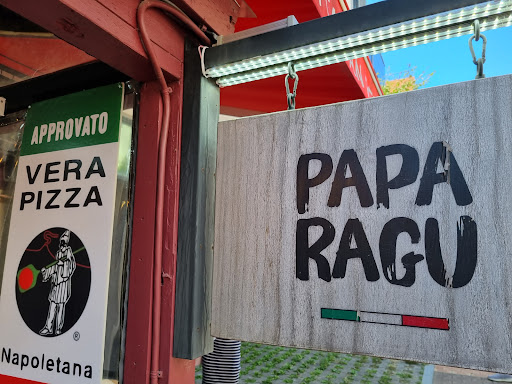 APPROVATO
VERA
PIZZA
®
Napoletana
PAPA
RAGU